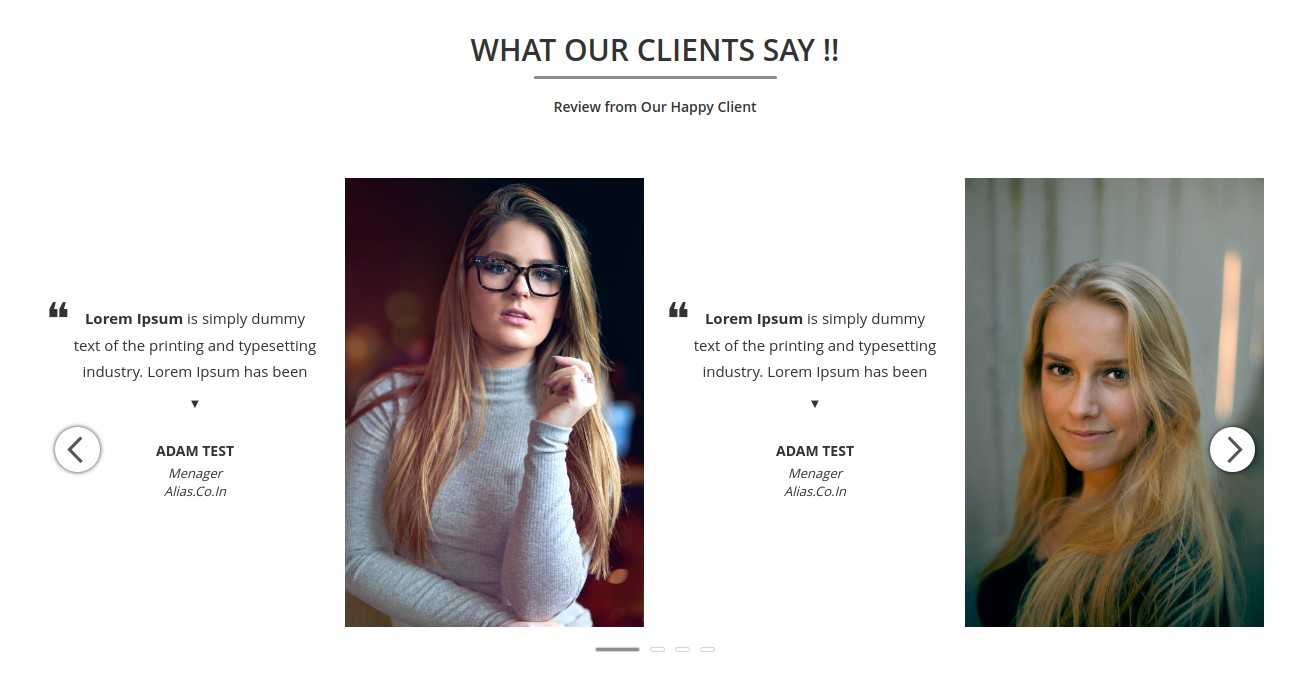 WHAT OUR CLIENTS SAY !!
Review from Our Happy Client
❝ Lorem Ipsum is simply dummy
text of the printing and typesetting
industry. Lorem Ipsum has been
▼
ADAM TEST
Menager
Alias.Co.In
❝ Lorem Ipsum is simply dummy
text of the printing and typesetting
industry. Lorem Ipsum has been
▼
ADAM TEST
Menager
Alias.Co.In